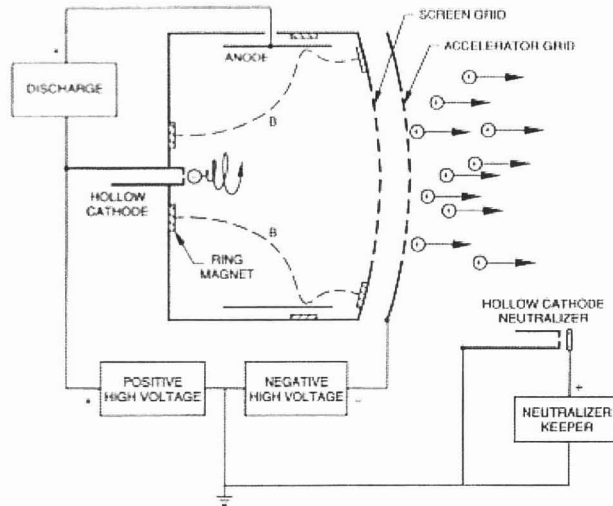 SCREEN GRID
ACCELERATOR GRID
ANODE
DISCHARGE
B
HOLLOW
CATHODE
B
RING
MAGNET
HOLLOW CATHODE
NEUTRALIZER
POSITIVE
HIGH VOLTAGE
NEGATIVE
HIGH VOLTAGE
+
NEUTRALIZER
KEEPER